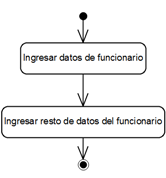 Ingresar datos de funcionario
Ingresar resto de datos del funcionario